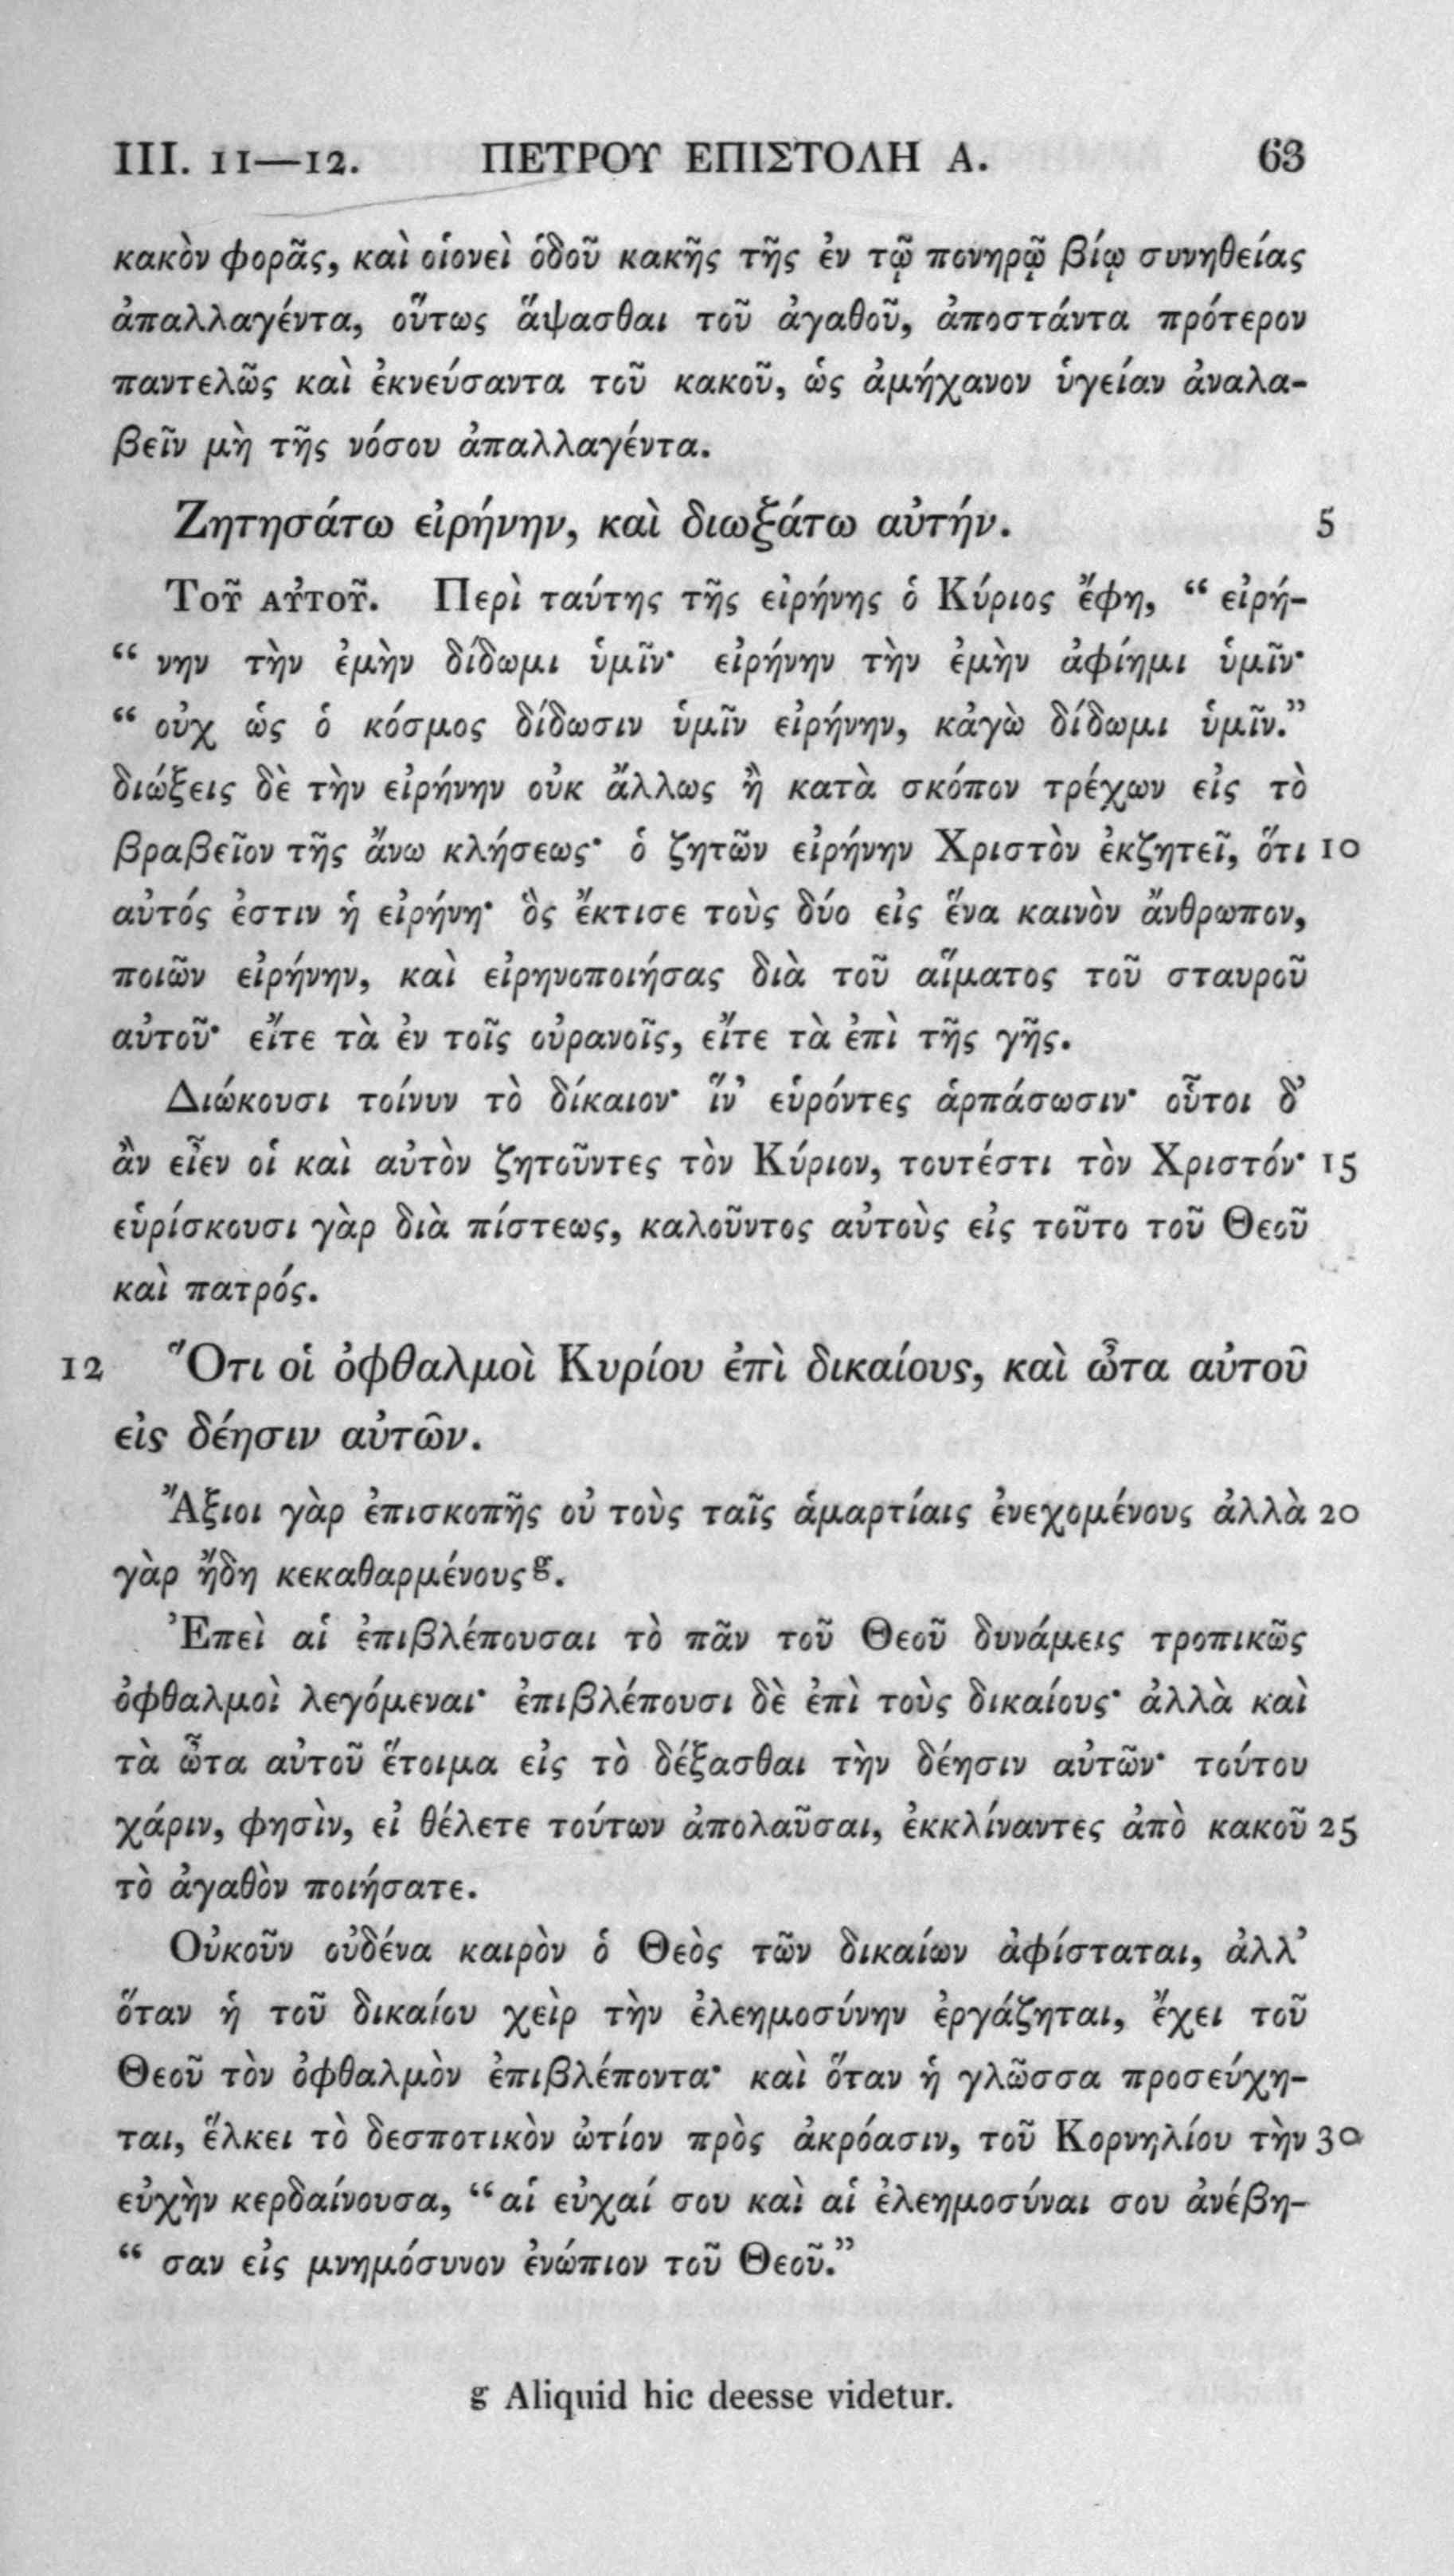 III. 11—12. ΠΕΤΡΟΥ ΕΠΙΣΤΟΛΗ Α. 63
κακὸν φορᾶς, καὶ οἱονεὶ ὁδοῦ κακῆς τῆς ἐν τῷ πονηρῷ βίῳ συνηθείας
ἀπαλλαγέντα, οὕτως ἅψασθαι τοῦ ἀγαθοῦ, ἀποστάντα πρότερον
παντελῶς καὶ ἐκνεύσαντα τοῦ κακοῦ, ὡς ἀμήχανον ὑγείαν ἀναλα-
βεῖν μὴ τῆς νόσου ἀπαλλαγέντα.
Ζητησάτω εἰρήνην, καὶ διωξάτω αὐτήν. 5
Τοῦ αὐτοῦ. Περὶ ταύτης τῆς εἰρήνης ὁ Κύριος ἔφη, “ εἰρή-
“ νην τὴν ἐμὴν δίδωμι ὑμῖν· εἰρήνην τὴν ἐμὴν ἀφίημι ὑμῖν·
“ οὐχ ὡς ὁ κόσμος δίδωσιν ὑμῖν εἰρήνην, κἀγὼ δίδωμι ὑμῖν.”
διώξεις δὲ τὴν εἰρήνην οὐκ ἄλλως ἢ κατὰ σκόπον τρέχων εἰς τὸ
βραβεῖον τῆς ἄνω κλήσεως· ὁ ζητῶν εἰρήνην Χριστὸν ἐκζητεῖ, ὅτι 10
αὐτός ἐστιν ἡ εἰρήνη· ὃς ἔκτισε τοὺς δύο εἰς ἕνα καινὸν ἄνθρωπον,
ποιῶν εἰρήνην, καὶ εἰρηνοποιήσας διὰ τοῦ αἵματος τοῦ σταυροῦ
αὐτοῦ· εἴτε τὰ ἐν τοῖς οὐρανοῖς, εἴτε τὰ ἐπὶ τῆς γῆς.
Διώκουσι τοίνυν τὸ δίκαιον· ἵν’ εὑρόντες ἁρπάσωσιν· οὗτοι δ’
ἂν εἶεν οἱ καὶ αὐτὸν ζητοῦντες τὸν Κύριον, τουτέστι τὸν Χριστόν· 15
εὑρίσκουσι γὰρ διὰ πίστεως, καλοῦντος αὐτοὺς εἰς τοῦτο τοῦ Θεοῦ
καὶ πατρός.
12 Ὅτι οἱ ὀφθαλμοὶ Κυρίου ἐπὶ δικαίους, καὶ ὦτα αὐτοῦ
εἰς δέησιν αὐτῶν.
Ἄξιοι γὰρ ἐπισκοπῆς οὐ τοὺς ταῖς ἁμαρτίαις ἐνεχομένους ἀλλὰ 20
γὰρ ἤδη κεκαθαρμένους g.
Ἐπεὶ αἱ ἐπιβλέπουσαι τὸ πᾶν τοῦ Θεοῦ δυνάμεις τροπικῶς
ὀφθαλμοὶ λεγόμεναι· ἐπιβλέπουσι δὲ ἐπὶ τοὺς δικαίους· ἀλλὰ καὶ
τὰ ὦτα αὐτοῦ ἕτοιμα εἰς τὸ δέξασθαι τὴν δέησιν αὐτῶν· τούτου
χάριν, φησὶν, εἰ θέλετε τούτων ἀπολαῦσαι, ἐκκλίναντες ἀπὸ κακοῦ 25
τὸ ἀγαθὸν ποιήσατε.
Οὐκοῦν οὐδένα καιρὸν ὁ Θεὸς τῶν δικαίων ἀφίσταται, ἀλλ’
ὅταν ἡ τοῦ δικαίου χεὶρ τὴν ἐλεημοσύνην ἐργάζηται, ἔχει τοῦ
Θεοῦ τὸν ὀφθαλμὸν ἐπιβλέποντα· καὶ ὅταν ἡ γλῶσσα προσεύχη-
ται, ἕλκει τὸ δεσποτικὸν ὠτίον πρὸς ἀκρόασιν, τοῦ Κορνηλίου τὴν 30
εὐχὴν κερδαίνουσα, “αἱ εὐχαί σου καὶ αἱ ἐλεημοσύναι σου ἀνέβη-
“ σαν εἰς μνημόσυνον ἐνώπιον τοῦ Θεοῦ.”
g Aliquid hic deesse videtur.